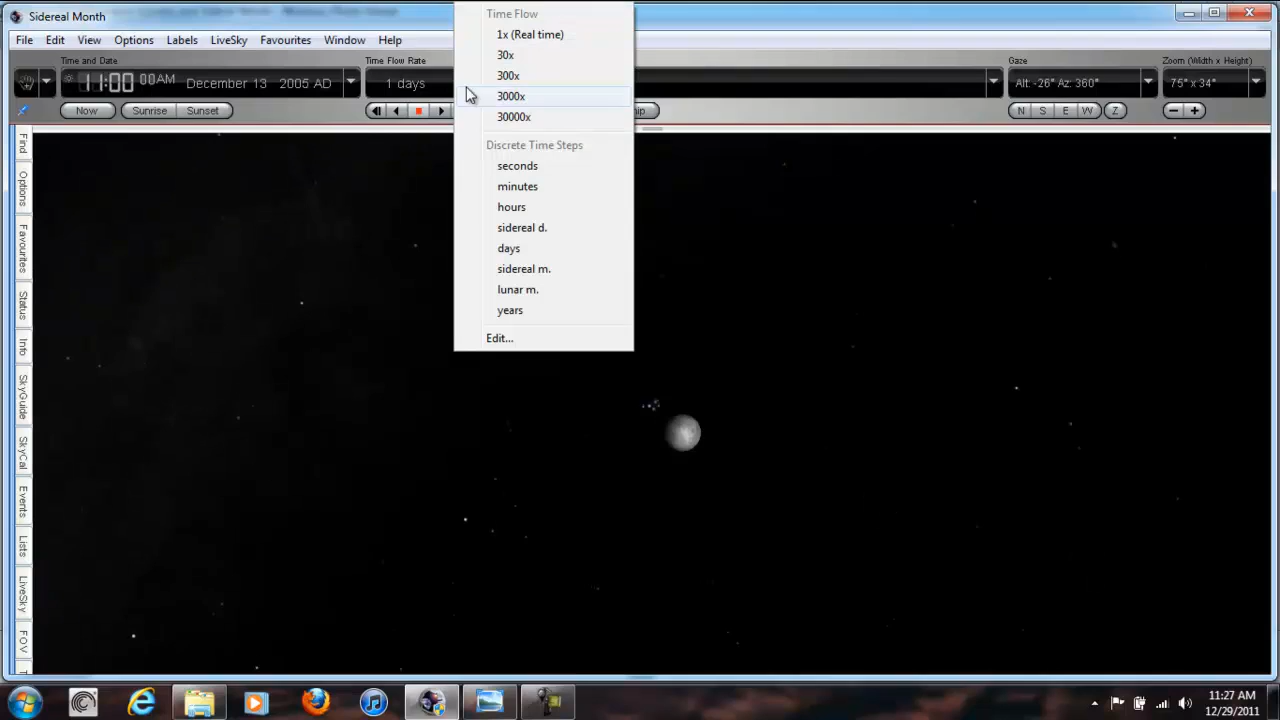 Sidereal Month
File Edit View Options Labels LiveSky Favourites Window Help
Time and Date
Time Flow Rate
Gaze
Zoom (Width x Height)
11:00 00AM December 13 2005 AD
1 days
Alt: -26° Az: 360°
75° x 34°
Now Sunrise Sunset
N S E W Z
Time Flow
1x (Real time)
30x
300x
3000x
30000x
Discrete Time Steps
seconds
minutes
hours
sidereal d.
days
sidereal m.
lunar m.
years
Edit...
Find
Options
Favourites
Status
Info
SkyGuide
SkyCal
Events
Lists
LiveSky
FOV
11:27 AM
12/29/2011